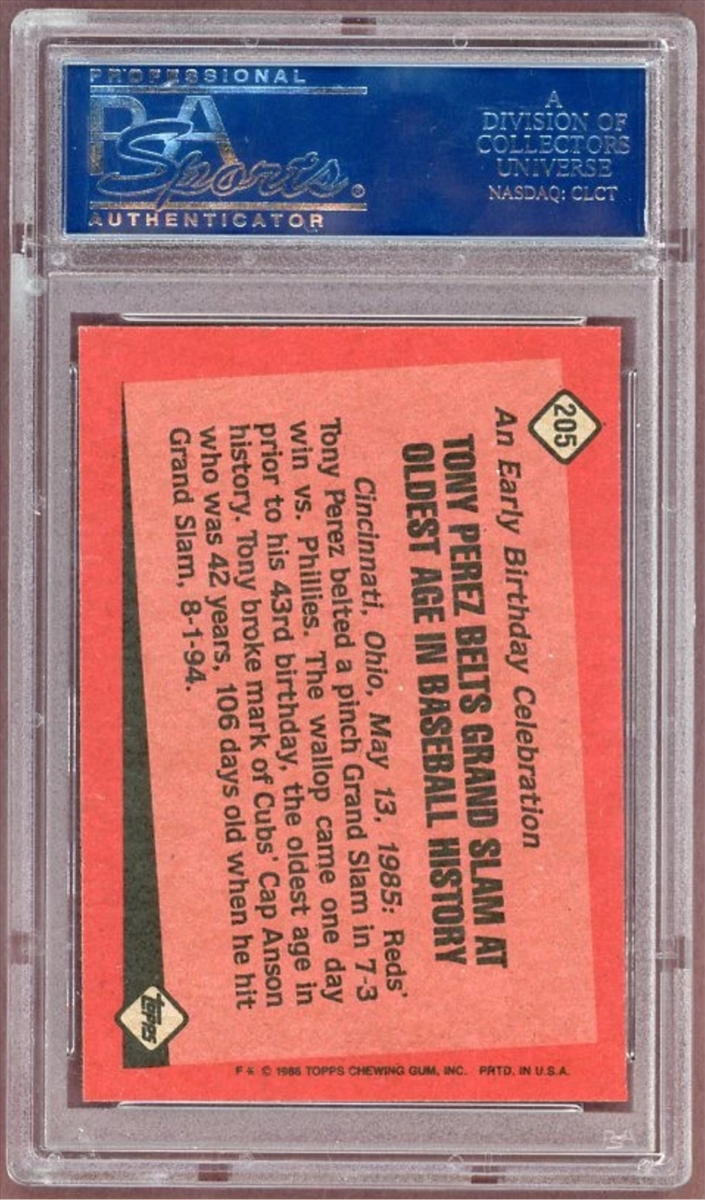 PROFESSIONAL
PSA
Sports®
AUTHENTICATOR
A
DIVISION OF
COLLECTORS
UNIVERSE
NASDAQ: CLCT
205
An Early Birthday Celebration
TONY PEREZ BELTS GRAND SLAM AT
OLDEST AGE IN BASEBALL HISTORY
Cincinnati, Ohio, May 13, 1985: Reds'
Tony Perez belted a pinch Grand Slam in 7-3
win vs. Phillies. The wallop came one day
prior to his 43rd birthday, the oldest age in
history. Tony broke mark of Cubs' Cap Anson
who was 42 years, 106 days old when he hit
Grand Slam, 8-1-94.
TOPPS
F* © 1986 TOPPS CHEWING GUM, INC. PRTD. IN U.S.A.
PSA